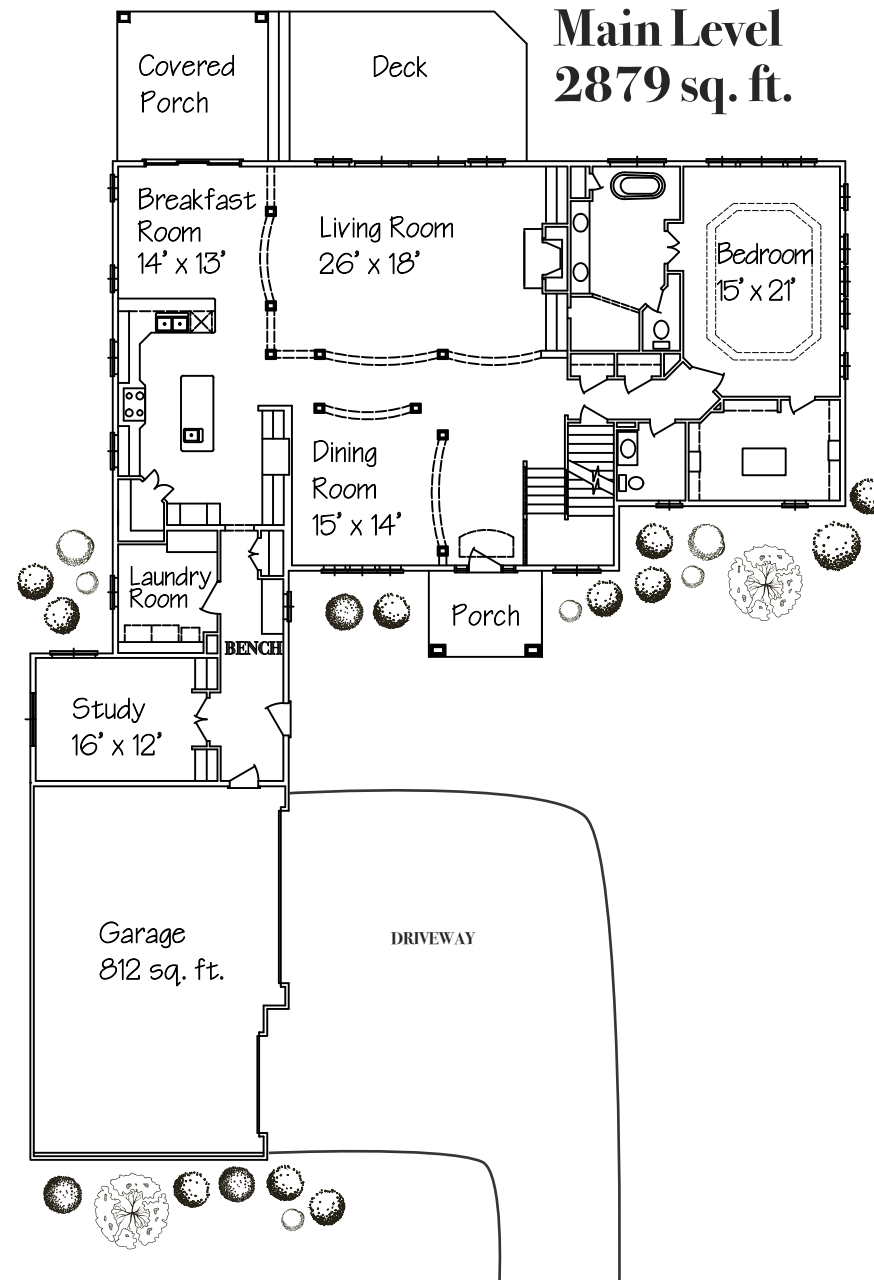 Main Level
2879 sq. ft.
Covered
Porch
Deck
Breakfast
Room
14' x 13'
Living Room
26' x 18'
Bedroom
15' x 21'
Dining
Room
15' x 14'
Laundry
Room
BENCH
Porch
Study
16' x 12'
Garage
812 sq. ft.
DRIVEWAY